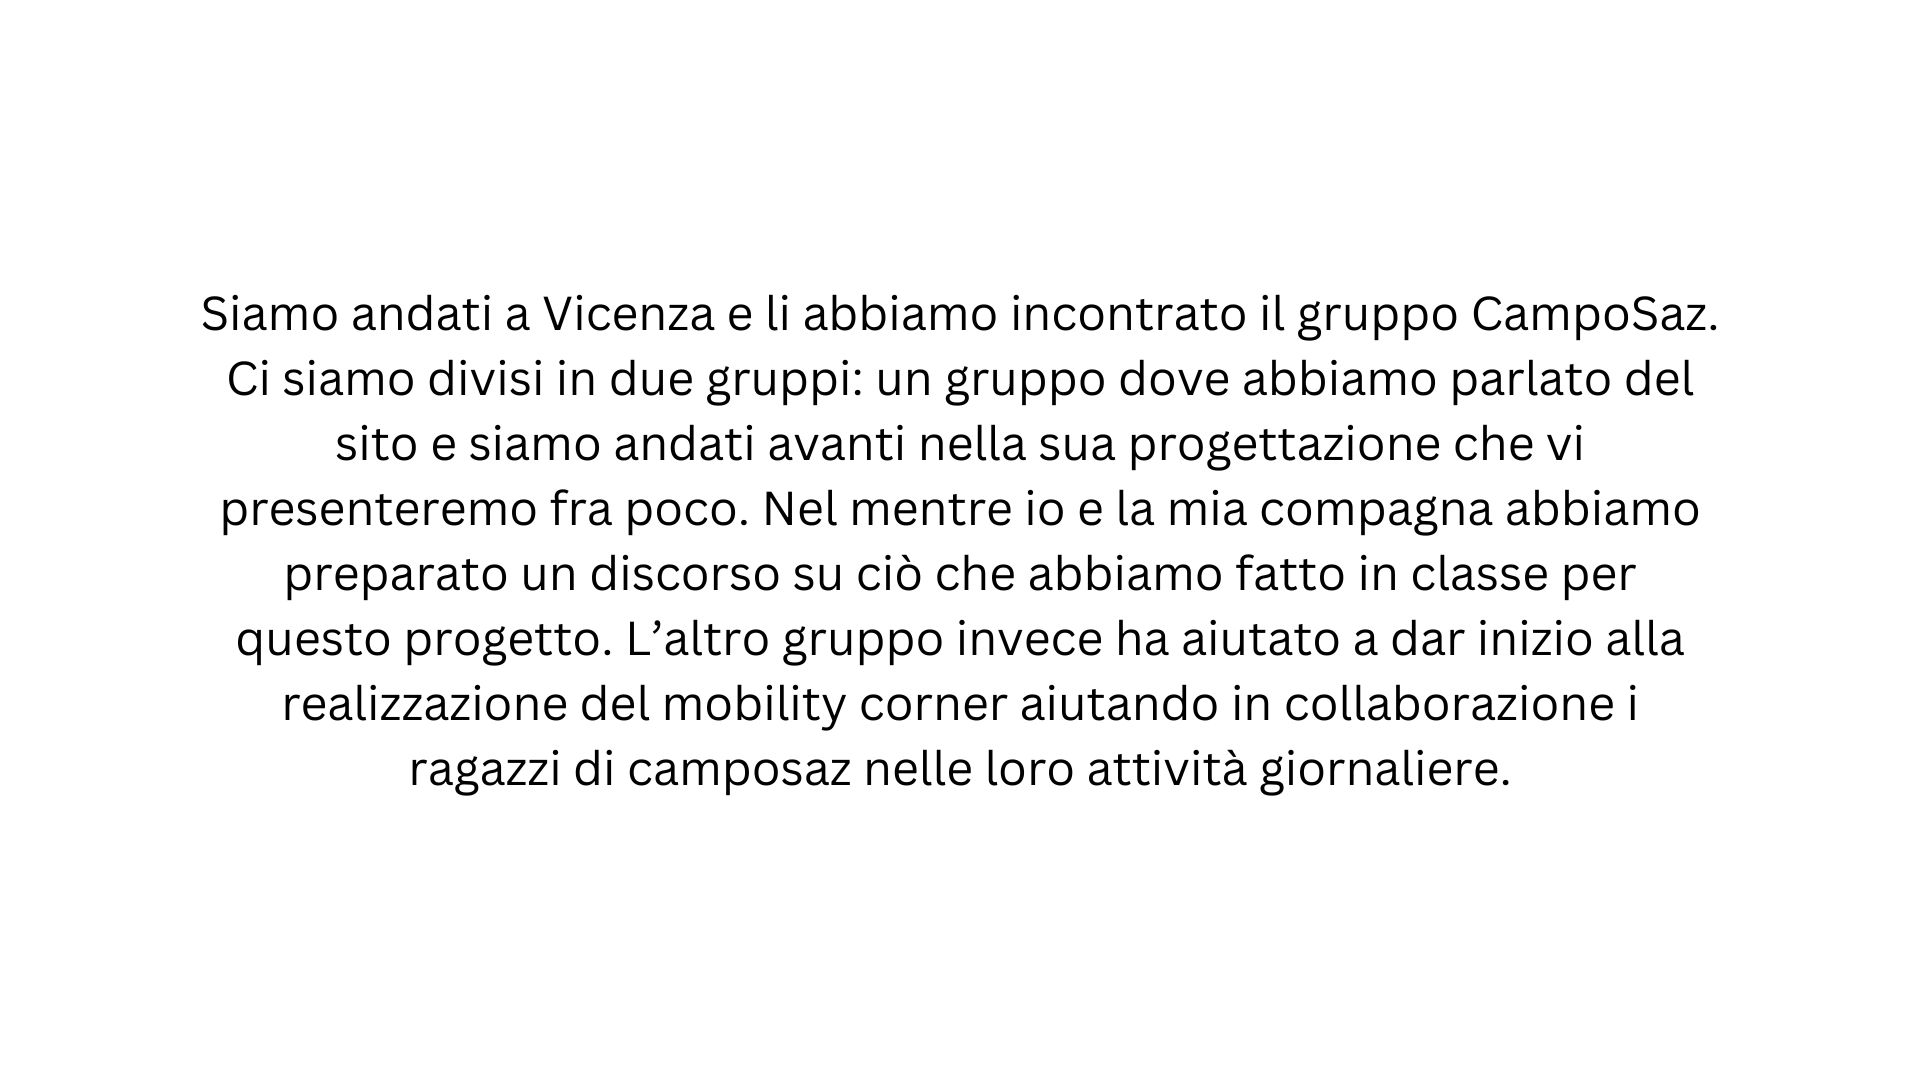 Siamo andati a Vicenza e li abbiamo incontrato il gruppo CampoSaz.
Ci siamo divisi in due gruppi: un gruppo dove abbiamo parlato del
sito e siamo andati avanti nella sua progettazione che vi
presenteremo fra poco. Nel mentre io e la mia compagna abbiamo
preparato un discorso su ciò che abbiamo fatto in classe per
questo progetto. L’altro gruppo invece ha aiutato a dar inizio alla
realizzazione del mobility corner aiutando in collaborazione i
ragazzi di camposaz nelle loro attività giornaliere.